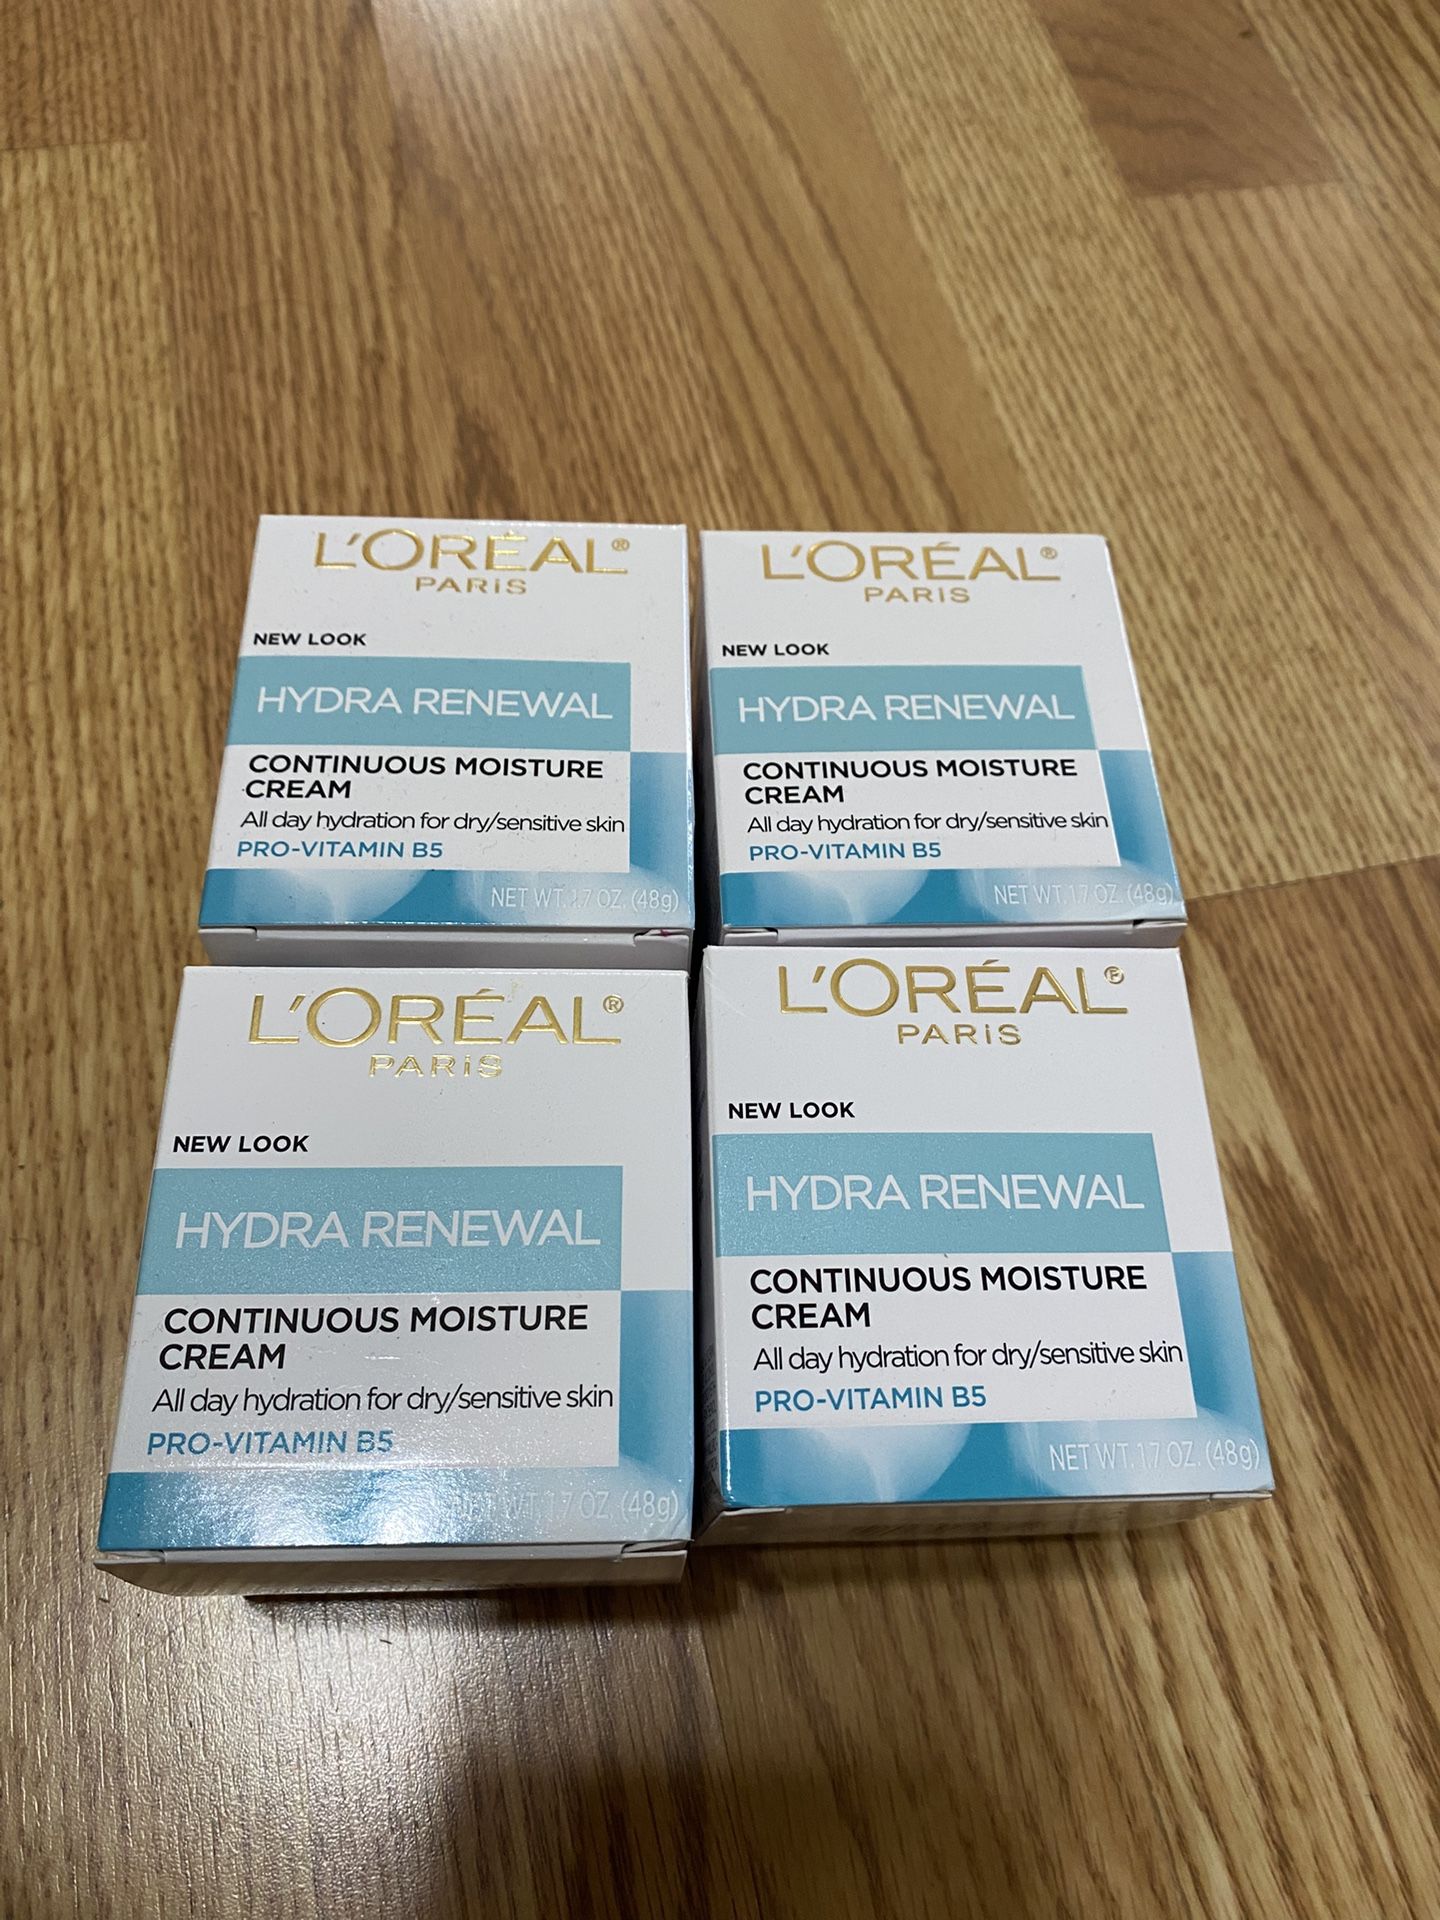 L'ORÉAL®
PARiS
NEW LOOK
HYDRA RENEWAL
CONTINUOUS MOISTURE
CREAM
All day hydration for dry/sensitive skin
PRO-VITAMIN B5
NET WT. 1.7 OZ. (48g)
L'ORÉAL®
PARiS
NEW LOOK
HYDRA RENEWAL
CONTINUOUS MOISTURE
CREAM
All day hydration for dry/sensitive skin
PRO-VITAMIN B5
NET WT. 1.7 OZ. (48g)
L'ORÉAL®
PARiS
NEW LOOK
HYDRA RENEWAL
CONTINUOUS MOISTURE
CREAM
All day hydration for dry/sensitive skin
PRO-VITAMIN B5
NET WT. 1.7 OZ. (48g)
L'ORÉAL®
PARiS
NEW LOOK
HYDRA RENEWAL
CONTINUOUS MOISTURE
CREAM
All day hydration for dry/sensitive skin
PRO-VITAMIN B5
NET WT. 1.7 OZ. (48g)